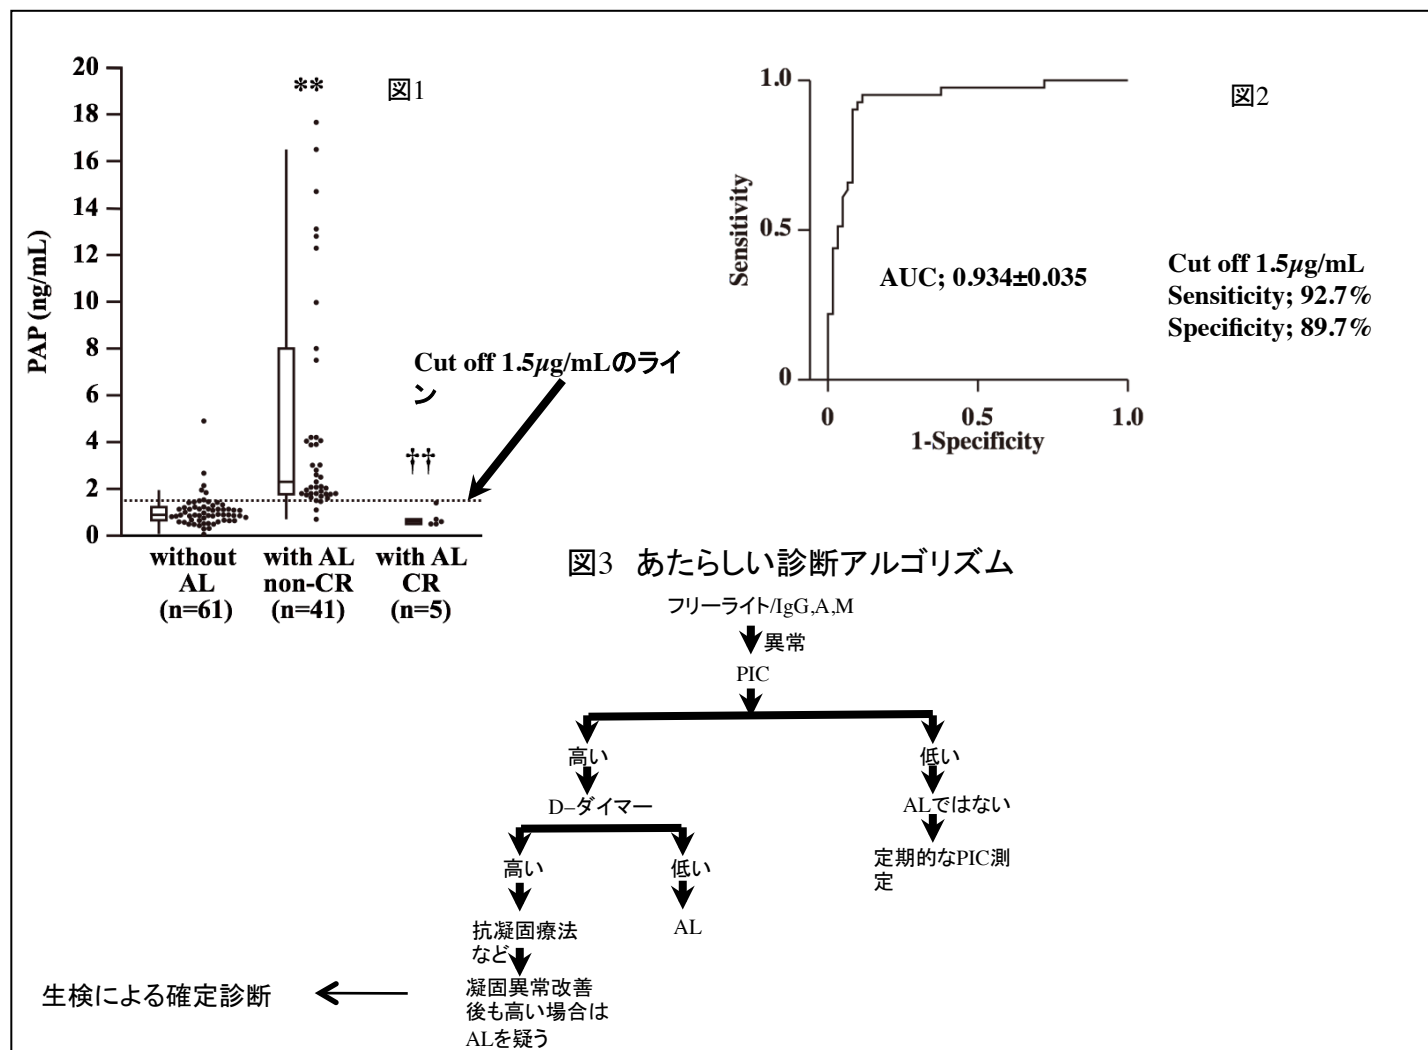 図1
**
PAP (ng/mL)
20
18
16
14
12
10
8
6
4
2
0
Cut off 1.5μg/mLのライ
ン
††
without
AL
(n=61)
with AL
non-CR
(n=41)
with AL
CR
(n=5)
図2
Sensitivity
1.0
0.5
0
AUC; 0.934±0.035
0
0.5
1.0
1-Specificity
Cut off 1.5μg/mL
Sensiticity; 92.7%
Specificity; 89.7%
図3 あたらしい診断アルゴリズム
フリーライト/IgG,A,M
異常
PIC
高い
低い
D–ダイマー
ALではない
高い
低い
定期的なPIC測
定
抗凝固療法
など
AL
凝固異常改善
後も高い場合は
ALを疑う
生検による確定診断